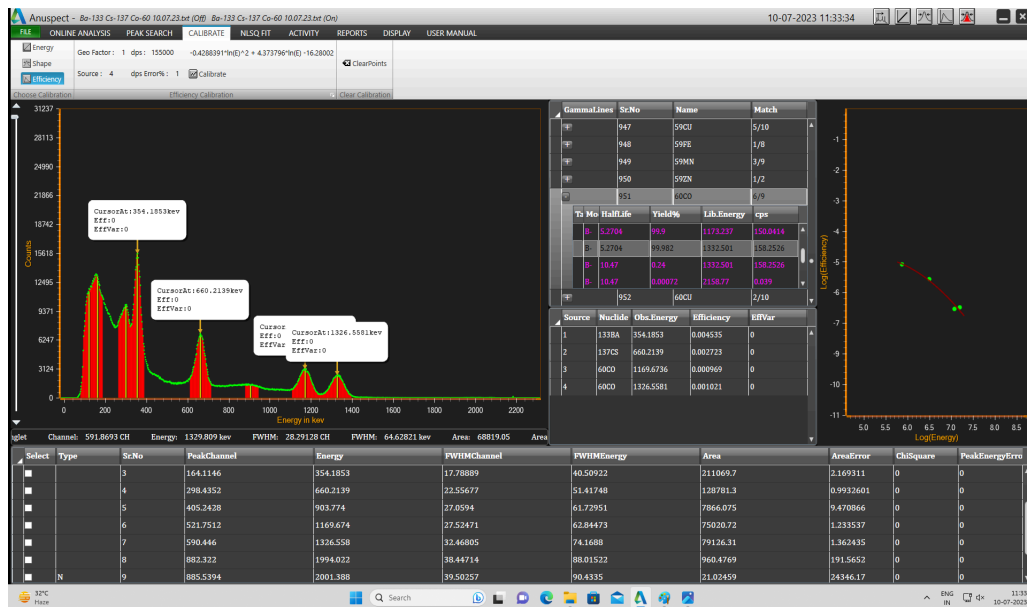 Anuspect - Ba-133 Cs-137 Co-60 10.07.23.txt (Off) Ba-133 Cs-137 Co-60 10.07.23.txt (On) 10-07-2023 11:33:34
FILE ONLINE ANALYSIS PEAK SEARCH CALIBRATE NLSQ FIT ACTIVITY REPORTS DISPLAY USER MANUAL
Energy
Shape
Efficiency
Choose Calibration
Geo Factor : 1 dps : 155000 -0.4288391*ln(E)^2 + 4.373796*ln(E) -16.28002
Source : 4 dps Error% : 1 Calibrate
Efficiency Calibration
ClearPoints
Clear Calibration
31237
28113
24990
21866
18742
15618
12495
9371
6247
3124
0
Counts
CursorAt:354.1853kev
Eff:0
EffVar:0
CursorAt:660.2139kev
Eff:0
EffVar:0
Cursor
Eff:0
EffVar
CursorAt:1326.5581kev
Eff:0
EffVar:0
0 200 400 600 800 1000 1200 1400 1600 1800 2000 2200
Energy in kev
nglet Channel: 591.8693 CH Energy: 1329.809 kev FWHM: 28.29128 CH FWHM: 64.62821 kev Area: 68819.05 Area
GammaLines Sr.No Name Match
947 59CU 5/10
948 59FE 1/8
949 59MN 3/9
950 59ZN 1/2
951 60CO 6/9
Ta Mo HalfLife Yield% Lib.Energy cps
B- 5.2704 99.9 1173.237 150.0414
B- 5.2704 99.982 1332.501 158.2526
B- 10.47 0.24 1332.501 158.2526
B- 10.47 0.00072 2158.77 0.039
952 60CU 2/10
Source Nuclide Obs.Energy Efficiency EffVar
1 133BA 354.1853 0.004535 0
2 137CS 660.2139 0.002723 0
3 60CO 1169.6736 0.000969 0
4 60CO 1326.5581 0.001021 0
-1
-2
-3
-4
-5
-6
-7
-9
-10
-11
Log(Efficiency)
5.0 5.5 6.0 6.5 7.0 7.5 8.0 8.5
Log(Energy)
Select Type Sr.No PeakChannel Energy FWHMChannel FWHMEnergy Area AreaError ChiSquare PeakEnergyErro
3 164.1146 354.1853 17.78889 40.50922 211069.7 2.169311 0 0
4 298.4352 660.2139 22.55677 51.41748 128781.3 0.9932601 0 0
5 405.2428 903.774 27.0594 61.72951 7866.075 9.470866 0 0
6 521.7512 1169.674 27.52471 62.84473 75020.72 1.233537 0 0
7 590.446 1326.558 32.46805 74.1688 79126.31 1.362435 0 0
8 882.322 1994.022 38.44714 88.01522 960.4769 191.5652 0 0
N 9 885.5394 2001.388 39.50257 90.4335 21.02459 24346.17 0 0
32°C
Haze
Search
ENG
IN
11:33
10-07-2023